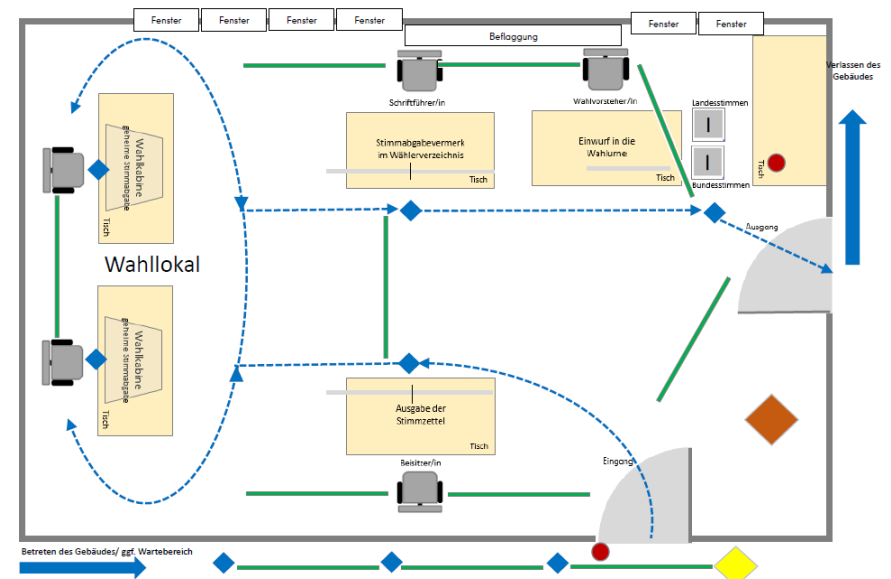 Fenster
Fenster
Fenster
Fenster
Fenster
Fenster
Beflaggung
Verlassen des
Gebäudes
Schriftführer/in
Wahlvorsteher/in
Landesstimmen
Stimmabgabevermerk
im Wählerverzeichnis
Tisch
Einwurf in die
Wahlurne
Tisch
Bundesstimmen
Tisch
Wahlkabine
geheime Stimmabgabe
Tisch
Ausgang
Wahllokal
Wahlkabine
geheime Stimmabgabe
Tisch
Ausgabe der
Stimmzettel
Tisch
Beisitzer/in
Eingang
Betreten des Gebäudes/ ggf. Wartebereich